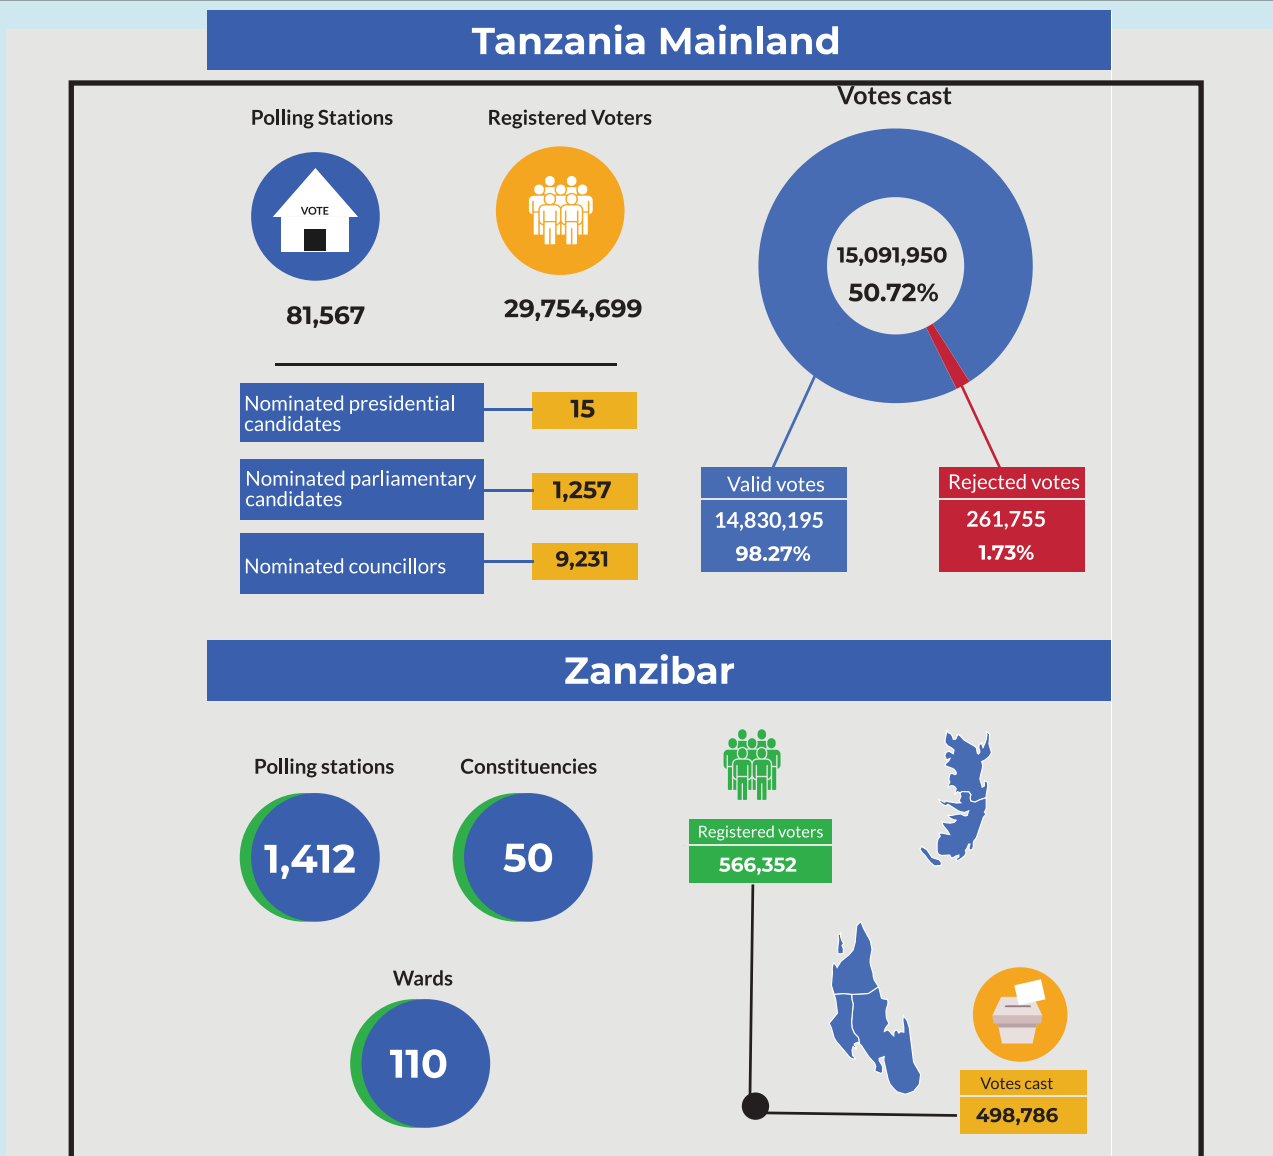 Tanzania Mainland
Polling Stations
VOTE
81,567
Registered Voters
29,754,699
Nominated presidential
candidates
15
Nominated parliamentary
candidates
1,257
Nominated councillors
9,231
Votes cast
15,091,950
50.72%
Valid votes
14,830,195
98.27%
Rejected votes
261,755
1.73%
Zanzibar
Polling stations
1,412
Constituencies
50
Wards
110
Registered voters
566,352
Votes cast
498,786